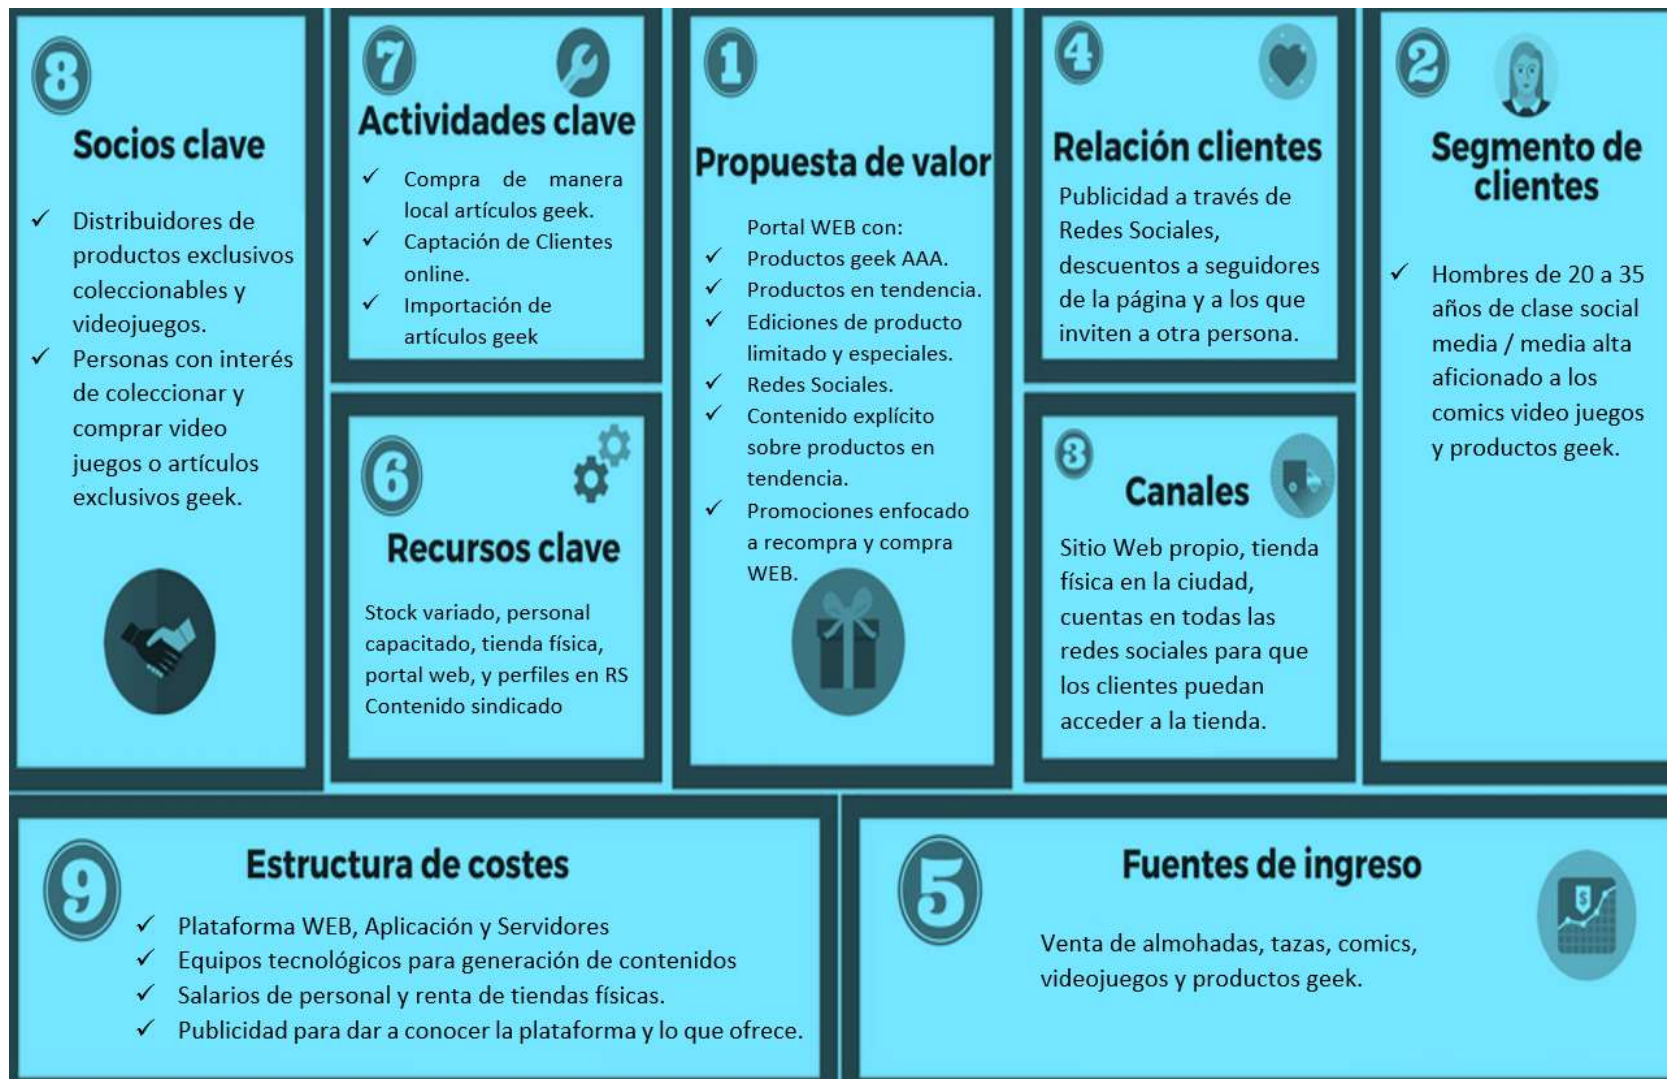 8
Socios clave
Distribuidores de
productos exclusivos
coleccionables y
videojuegos.
Personas con interés
de coleccionar y
comprar video
juegos o artículos
exclusivos geek.
7
Actividades clave
Compra de manera
local artículos geek.
Captación de Clientes
online.
Importación de
artículos geek
6
Recursos clave
Stock variado, personal
capacitado, tienda física,
portal web, y perfiles en RS
Contenido sindicado
1
Propuesta de valor
Portal WEB con:
Productos geek AAA.
Productos en tendencia.
Ediciones de producto
limitado y especiales.
Redes Sociales.
Contenido explícito
sobre productos en
tendencia.
Promociones enfocado
a recompra y compra
WEB.
4
Relación clientes
Publicidad a través de
Redes Sociales,
descuentos a seguidores
de la página y a los que
inviten a otra persona.
3
Canales
Sitio Web propio, tienda
física en la ciudad,
cuentas en todas las
redes sociales para que
los clientes puedan
acceder a la tienda.
2
Segmento de
clientes
Hombres de 20 a 35
años de clase social
media / media alta
aficionado a los
comics video juegos
y productos geek.
9
Estructura de costes
Plataforma WEB, Aplicación y Servidores
Equipos tecnológicos para generación de contenidos
Salarios de personal y renta de tiendas físicas.
Publicidad para dar a conocer la plataforma y lo que ofrece.
5
Fuentes de ingreso
$
Venta de almohadas, tazas, comics,
videojuegos y productos geek.